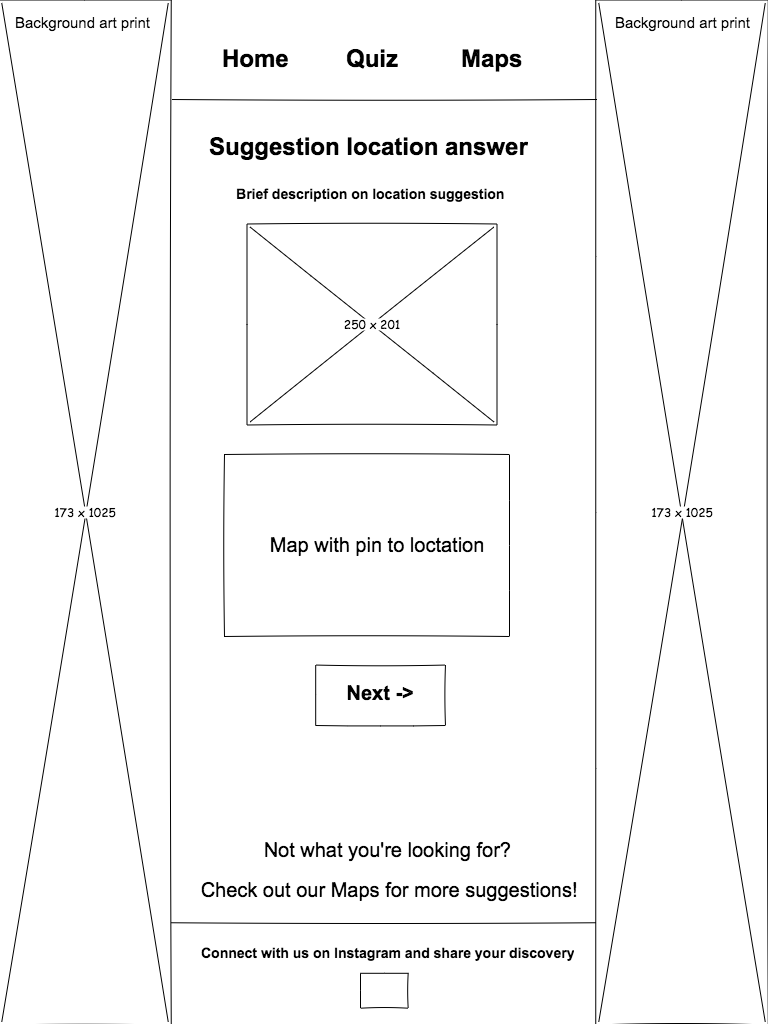 Background art print
Home Quiz Maps
Background art print
Suggestion location answer
Brief description on location suggestion
250 x 201
Map with pin to loctation
173 x 1025
173 x 1025
Next ->
Not what you're looking for?
Check out our Maps for more suggestions!
Connect with us on Instagram and share your discovery